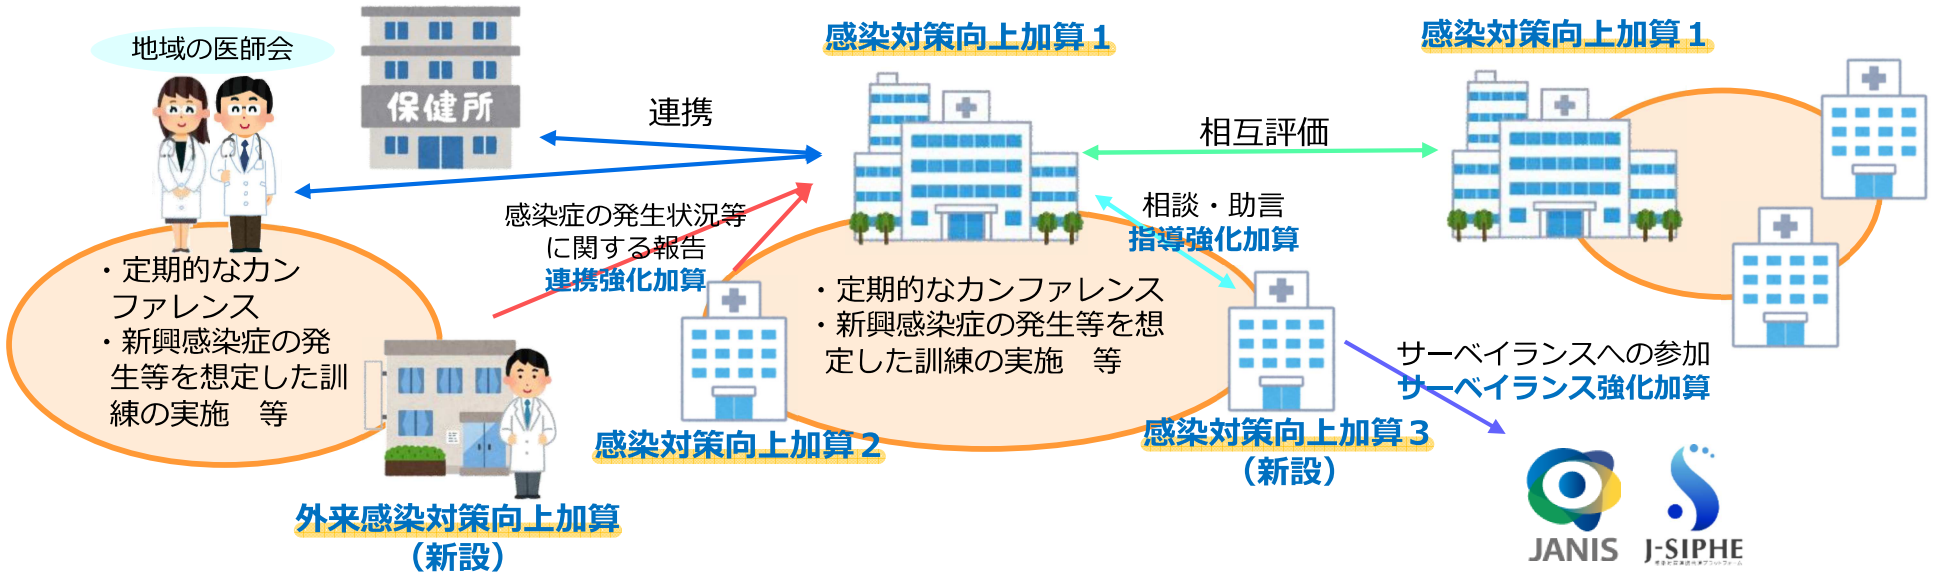 地域の医師会
保健所
感染対策向上加算１
感染対策向上加算１
連携
相互評価
感染症の発生状況等
に関する報告
連携強化加算
相談・助言
指導強化加算
・定期的なカン
ファレンス
・新興感染症の発
生等を想定した訓
練の実施　等
・定期的なカンファレンス
・新興感染症の発生等を想
定した訓練の実施　等
サーベイランスへの参加
サーベイランス強化加算
感染対策向上加算２
感染対策向上加算３
（新設）
外来感染対策向上加算
（新設）
JANIS
J-SIPHE